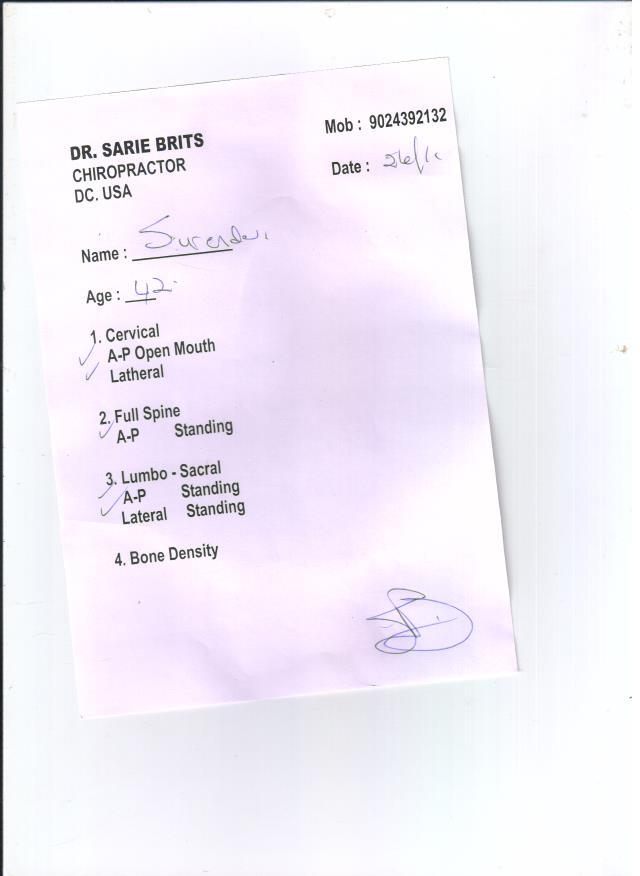 DR. SARIE BRITS
CHIROPRACTOR
DC. USA
Mob : 9024392132
Date :
Name :
Age : 42
1. Cervical
A-P Open Mouth
Latheral
2. Full Spine
A-P Standing
3. Lumbo - Sacral
A-P Standing
Lateral Standing
4. Bone Density